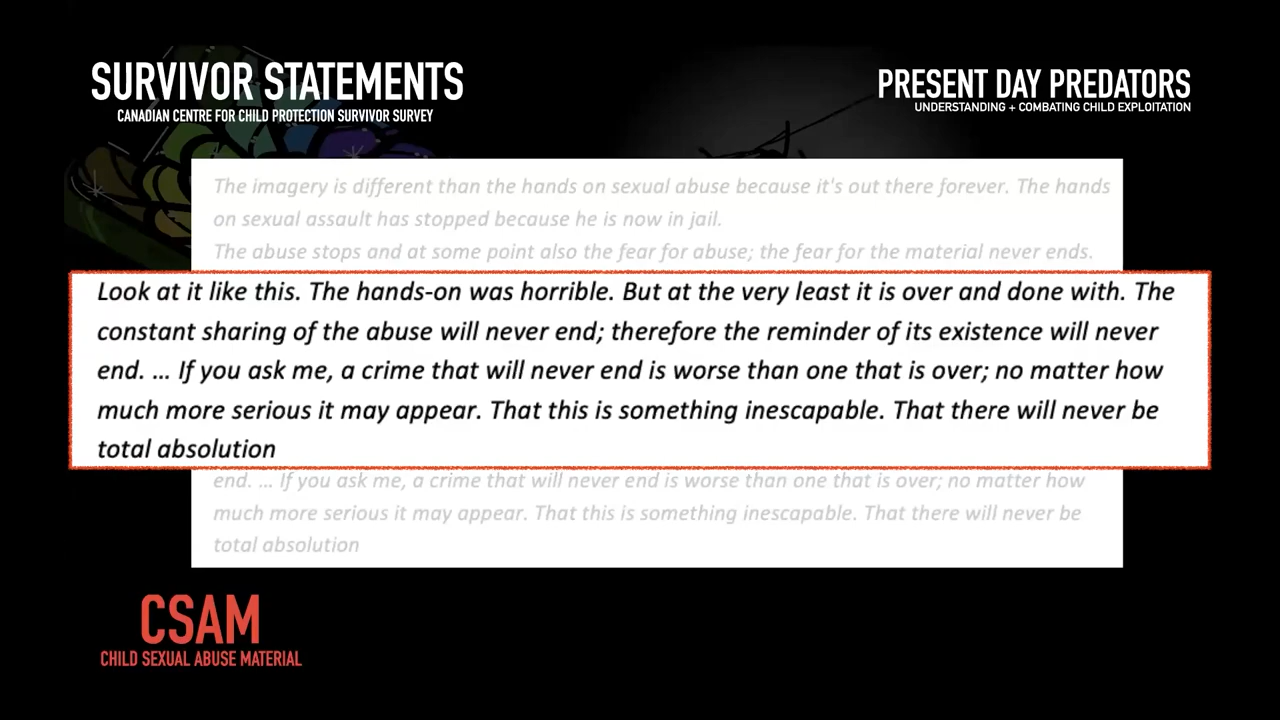 SURVIVOR STATEMENTS
CANADIAN CENTRE FOR CHILD PROTECTION SURVIVOR SURVEY
PRESENT DAY PREDATORS
UNDERSTANDING + COMBATING CHILD EXPLOITATION
The imagery is different than the hands on sexual abuse because it's out there forever. The hands
on sexual assault has stopped because he is now in jail.
The abuse stops and at some point also the fear for abuse; the fear for the material never ends.
Look at it like this. The hands-on was horrible. But at the very least it is over and done with. The
constant sharing of the abuse will never end; therefore the reminder of its existence will never
end. ... If you ask me, a crime that will never end is worse than one that is over; no matter how
much more serious it may appear. That this is something inescapable. That there will never be
total absolution
end. ... If you ask me, a crime that will never end is worse than one that is over; no matter how
much more serious it may appear. That this is something inescapable. That there will never be
total absolution
CSAM
CHILD SEXUAL ABUSE MATERIAL